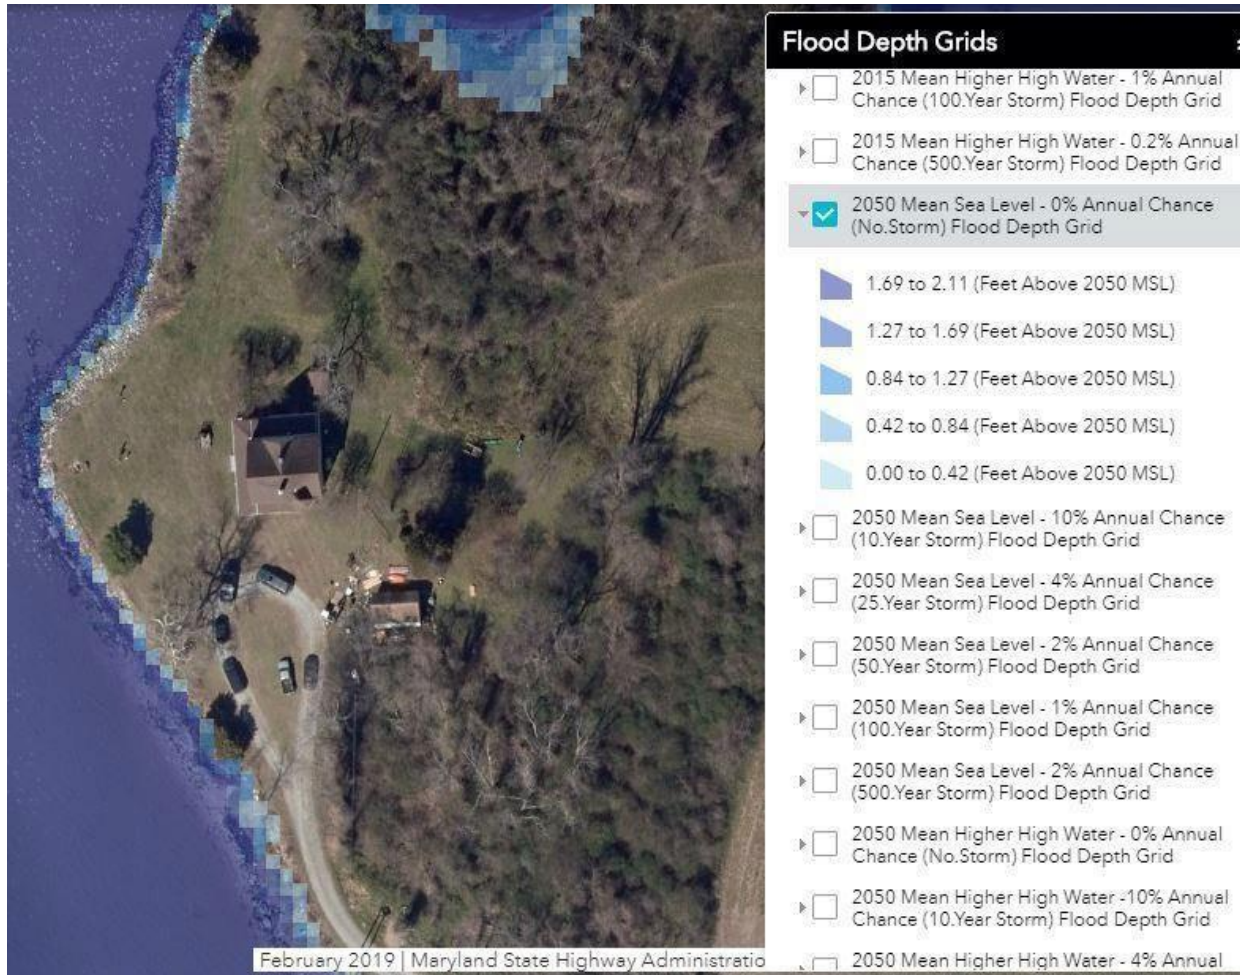 Flood Depth Grids
2015 Mean Higher High Water - 1% Annual
Chance (100.Year Storm) Flood Depth Grid
2015 Mean Higher High Water - 0.2% Annual
Chance (500.Year Storm) Flood Depth Grid
2050 Mean Sea Level - 0% Annual Chance
(No.Storm) Flood Depth Grid
1.69 to 2.11 (Feet Above 2050 MSL)
1.27 to 1.69 (Feet Above 2050 MSL)
0.84 to 1.27 (Feet Above 2050 MSL)
0.42 to 0.84 (Feet Above 2050 MSL)
0.00 to 0.42 (Feet Above 2050 MSL)
2050 Mean Sea Level - 10% Annual Chance
(10.Year Storm) Flood Depth Grid
2050 Mean Sea Level - 4% Annual Chance
(25.Year Storm) Flood Depth Grid
2050 Mean Sea Level - 2% Annual Chance
(50.Year Storm) Flood Depth Grid
2050 Mean Sea Level - 1% Annual Chance
(100.Year Storm) Flood Depth Grid
2050 Mean Sea Level - 2% Annual Chance
(500.Year Storm) Flood Depth Grid
2050 Mean Higher High Water - 0% Annual
Chance (No.Storm) Flood Depth Grid
2050 Mean Higher High Water -10% Annual
Chance (10.Year Storm) Flood Depth Grid
2050 Mean Higher High Water - 4% Annual
February 2019 | Maryland State Highway Administratio